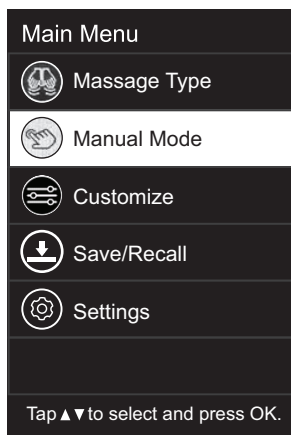 Main Menu
Massage Type
Manual Mode
Customize
Save/Recall
Settings
Tap ▲▼to select and press OK.